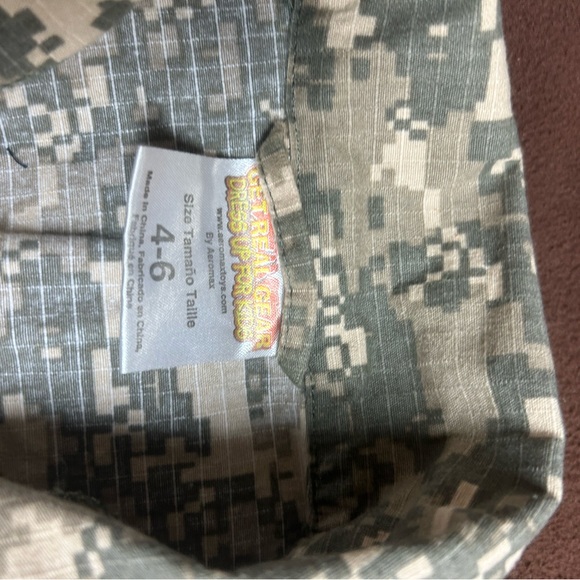 GET REAL GEAR
DRESS UP FOR KIDS
www.aeromaxtoys.com
By Aeromax
Size Tamaño Taille
4-6
Made in China, Fabricado en China,
Fabriqué en Chine